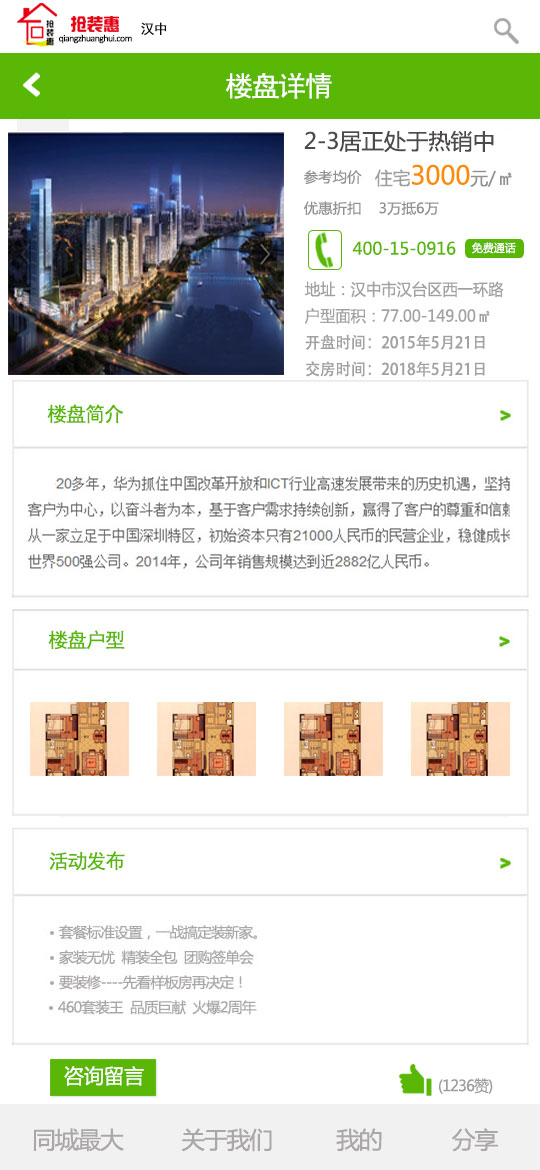 抢装惠
抢装惠
qiangzhuanghui.com
汉中
楼盘详情
2-3居正处于热销中
参考均价 住宅3000元/㎡
优惠折扣 3万抵6万
400-15-0916 免费通话
地址：汉中市汉台区西一环路
户型面积：77.00-149.00㎡
开盘时间：2015年5月21日
交房时间：2018年5月21日
楼盘简介 >
20多年，华为抓住中国改革开放和ICT行业高速发展带来的历史机遇，坚持
客户为中心，以奋斗者为本，基于客户需求持续创新，赢得了客户的尊重和信赖
从一家立足于中国深圳特区，初始资本只有21000人民币的民营企业，稳健成长
世界500强公司。2014年，公司年销售规模达到近2882亿人民币。
楼盘户型 >
活动发布 >
• 套餐标准设置，一战搞定装新家。
• 家装无忧 精装全包 团购签单会
• 要装修----先看样板房再决定！
• 460套装王 品质巨献 火爆2周年
咨询留言
(1236赞)
同城最大 关于我们 我的 分享